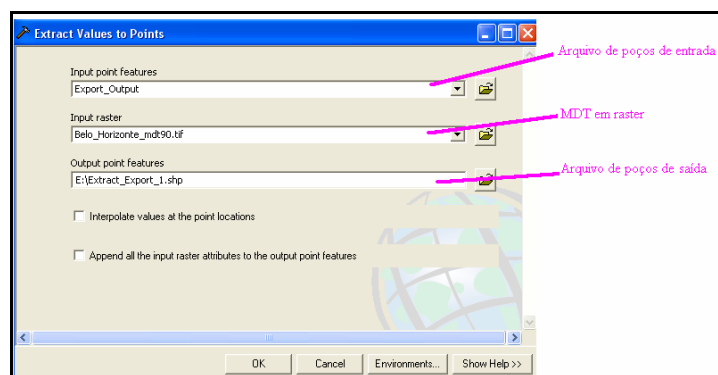 Extract Values to Points
Input point features
Export_Output
Arquivo de poços de entrada
Input raster
Belo_Horizonte_mdt90.tif
MDT em raster
Output point features
E:\Extract_Export_1.shp
Arquivo de poços de saída
Interpolate values at the point locations
Append all the input raster attributes to the output point features
OK
Cancel
Environments...
Show Help >>